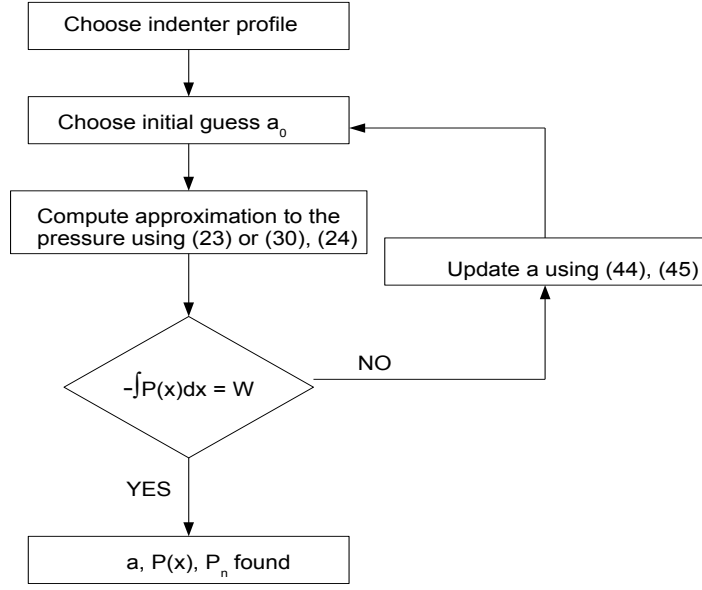 Choose indenter profile
Choose initial guess a₀
Compute approximation to the
pressure using (23) or (30), (24)
Update a using (44), (45)
-∫P(x)dx = W
NO
YES
a, P(x), Pₙ found